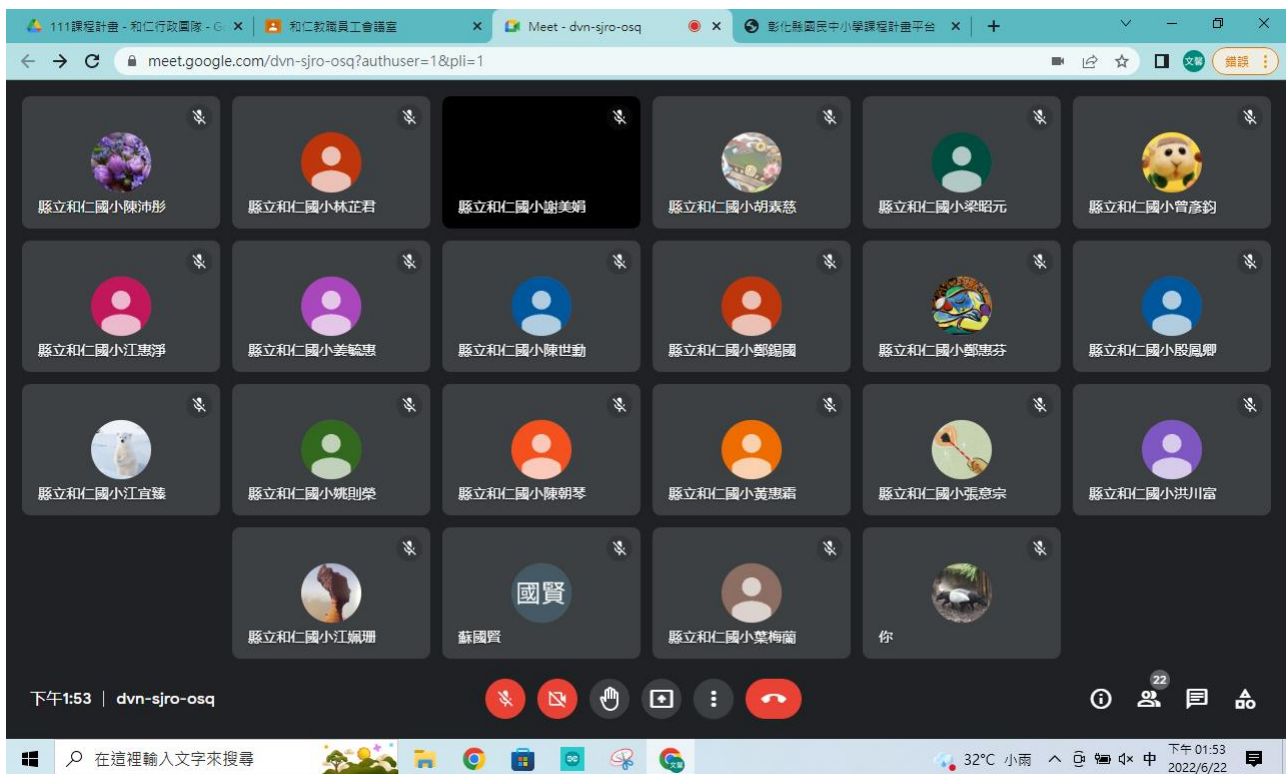 111課程計畫 - 和仁行政團隊 - G
和仁教職員工會議室
Meet - dvn-sjro-osq
彰化縣國民中小學課程計畫平台
meet.google.com/dvn-sjro-osq?authuser=1&pli=1
文馨
錯誤
縣立和仁國小陳沛彤
縣立和仁國小林芷君
縣立和仁國小謝美娟
縣立和仁國小胡素慈
縣立和仁國小梁昭元
縣立和仁國小曾彥鈞
縣立和仁國小江惠淨
縣立和仁國小姜毓惠
縣立和仁國小陳世動
縣立和仁國小鄭錫國
縣立和仁國小鄭惠芬
縣立和仁國小殷鳳卿
縣立和仁國小江宜臻
縣立和仁國小姚則榮
縣立和仁國小陳朝琴
縣立和仁國小黃惠霜
縣立和仁國小張意宗
縣立和仁國小洪川富
縣立和仁國小江姵珊
國賢
蘇國賢
縣立和仁國小葉梅蘭
你
下午1:53 | dvn-sjro-osq
22
在這裡輸入文字來搜尋
32°C 小雨
中
下午 01:53
2022/6/22